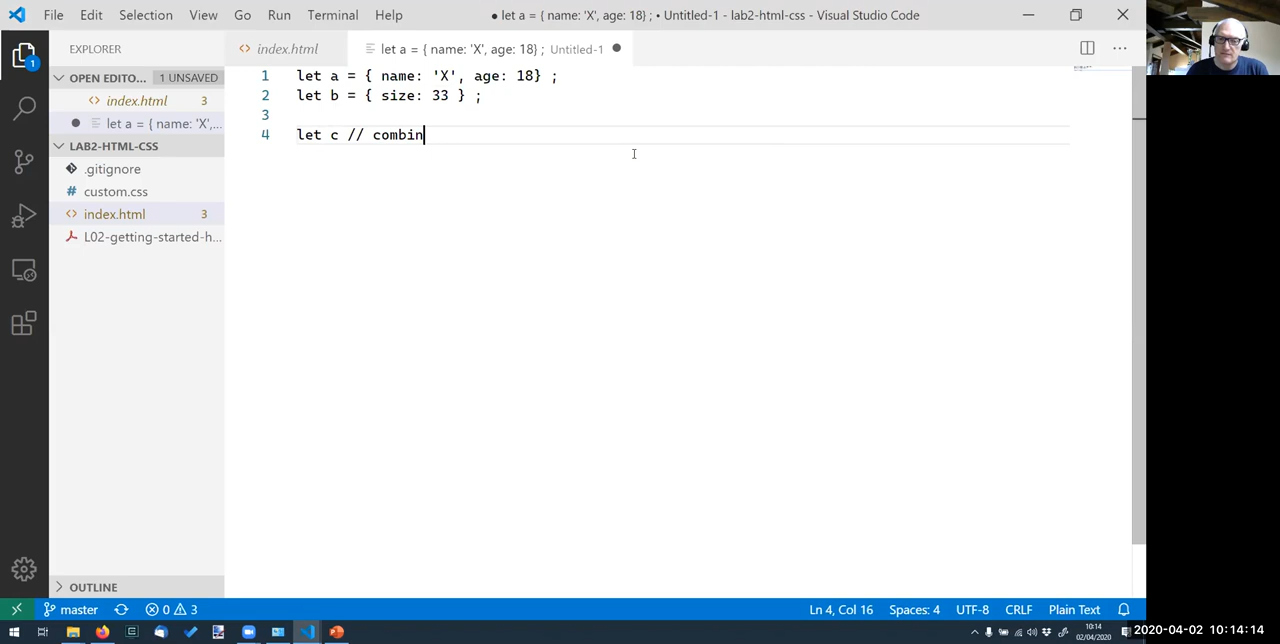 File Edit Selection View Go Run Terminal Help
● let a = { name: 'X', age: 18} ; • Untitled-1 - lab2-html-css - Visual Studio Code
EXPLORER
index.html
let a = { name: 'X', age: 18} ; Untitled-1
OPEN EDITO... 1 UNSAVED
index.html 3
let a = { name: 'X',...
LAB2-HTML-CSS
.gitignore
custom.css
index.html 3
L02-getting-started-h...
OUTLINE
1 let a = { name: 'X', age: 18} ;
2 let b = { size: 33 } ;
3
4 let c // combin
1
master 0 3
Ln 4, Col 16 Spaces: 4 UTF-8 CRLF Plain Text
10:14
02/04/2020
2020-04-02 10:14:14